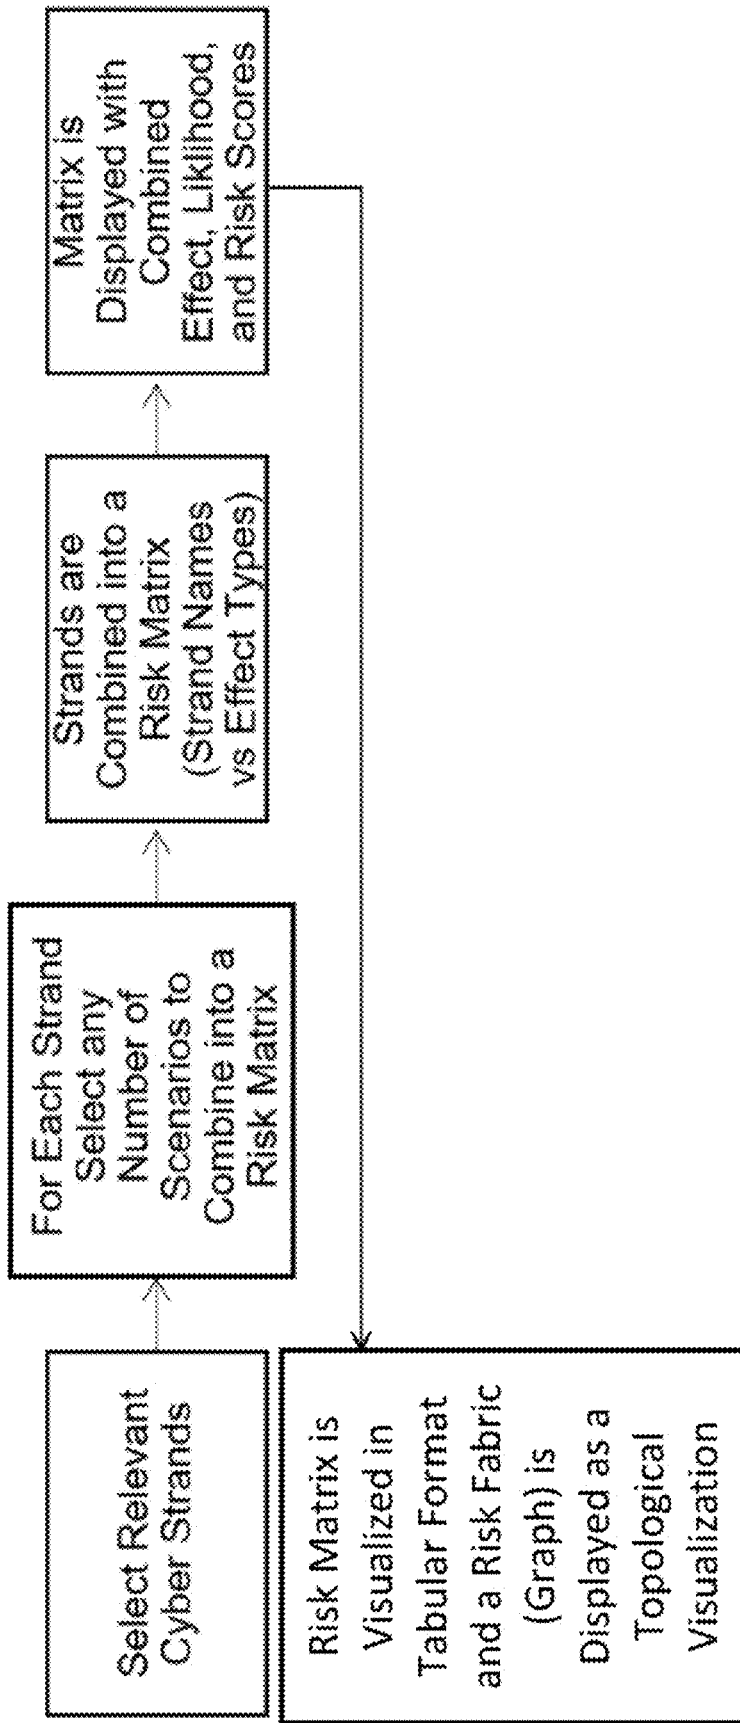 Select Relevant
Cyber Strands
For Each Strand
Select any
Number of
Scenarios to
Combine into a
Risk Matrix
Strands are
Combined into a
Risk Matrix
(Strand Names
vs Effect Types)
Matrix is
Displayed with
Combined
Effect, Liklihood,
and Risk Scores
Risk Matrix is
Visualized in
Tabular Format
and a Risk Fabric
(Graph) is
Displayed as a
Topological
Visualization